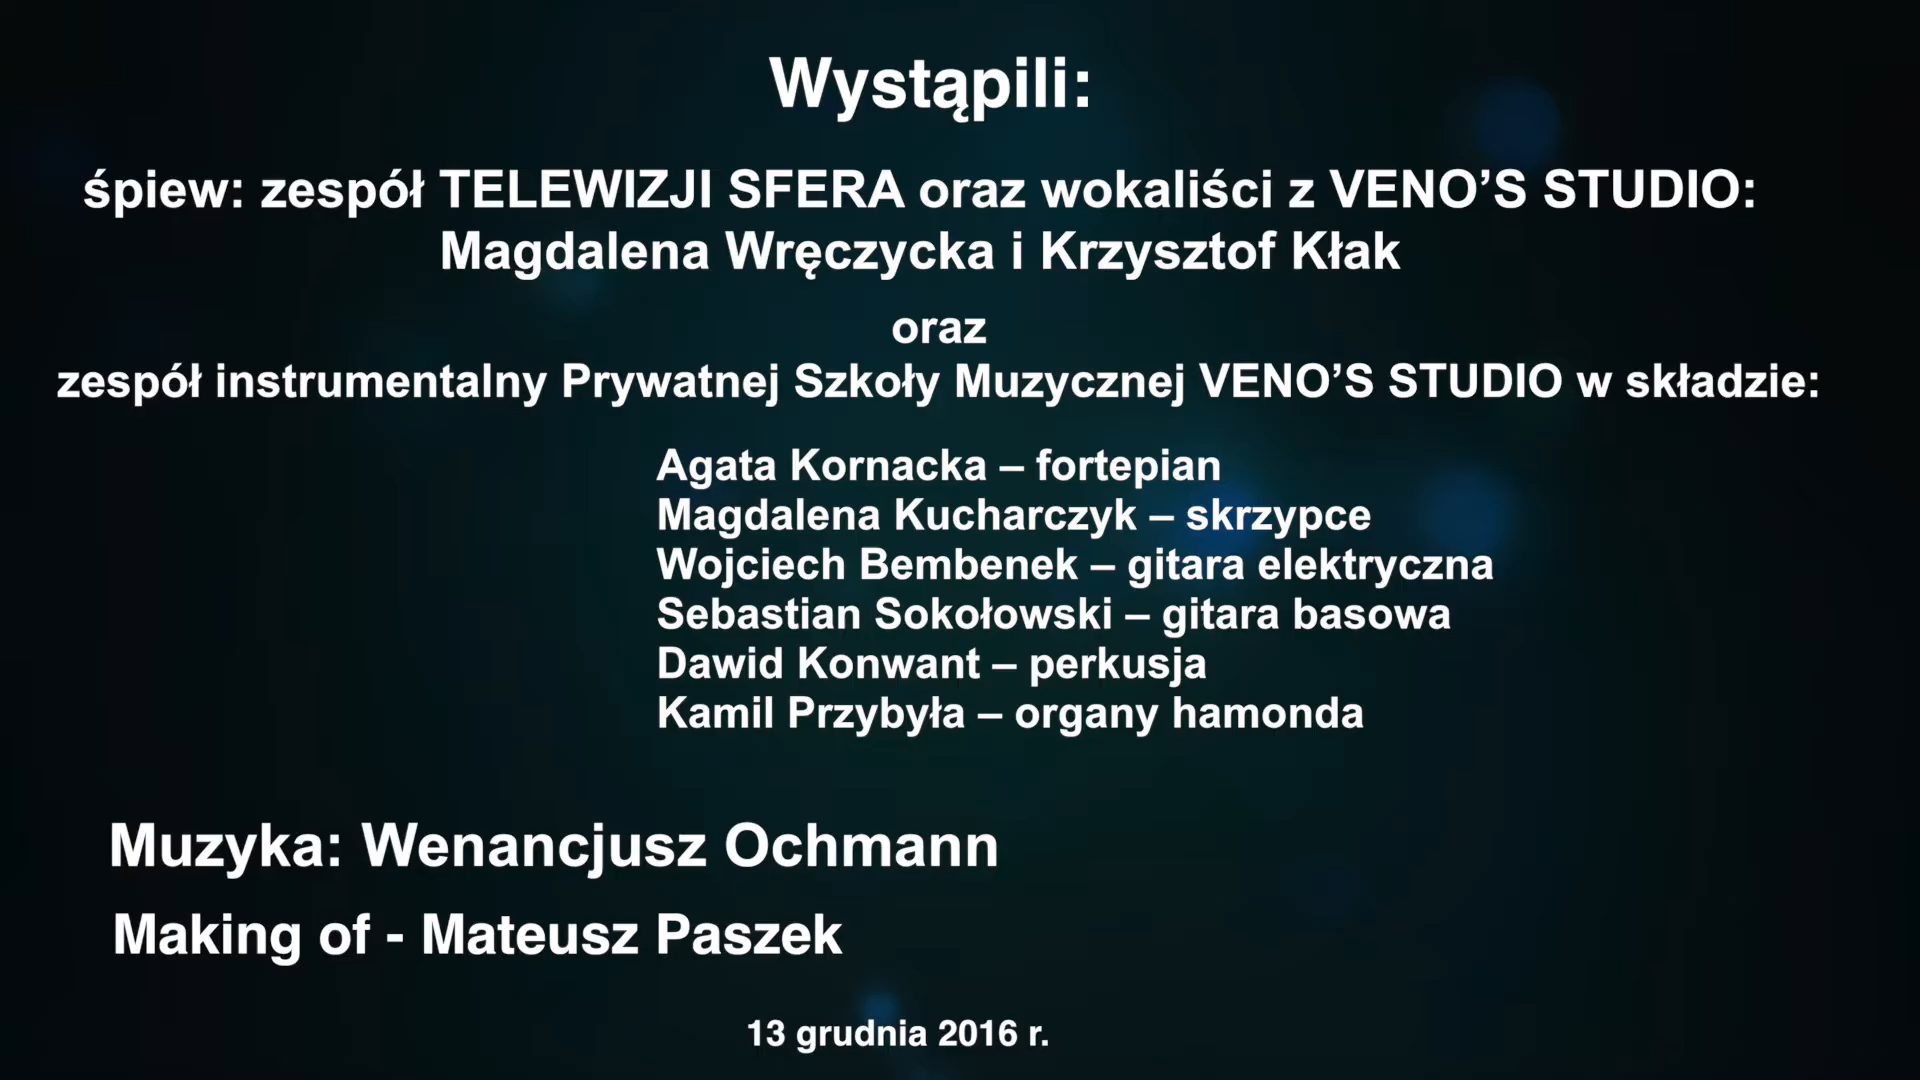 Wystąpili:
śpiew: zespół TELEWIZJI SFERA oraz wokaliści z VENO’S STUDIO:
Magdalena Wręczycka i Krzysztof Kłak
oraz
zespół instrumentalny Prywatnej Szkoły Muzycznej VENO’S STUDIO w składzie:
Agata Kornacka – fortepian
Magdalena Kucharczyk – skrzypce
Wojciech Bembenek – gitara elektryczna
Sebastian Sokołowski – gitara basowa
Dawid Konwant – perkusja
Kamil Przybyła – organy hamonda
Muzyka: Wenancjusz Ochmann
Making of - Mateusz Paszek
13 grudnia 2016 r.